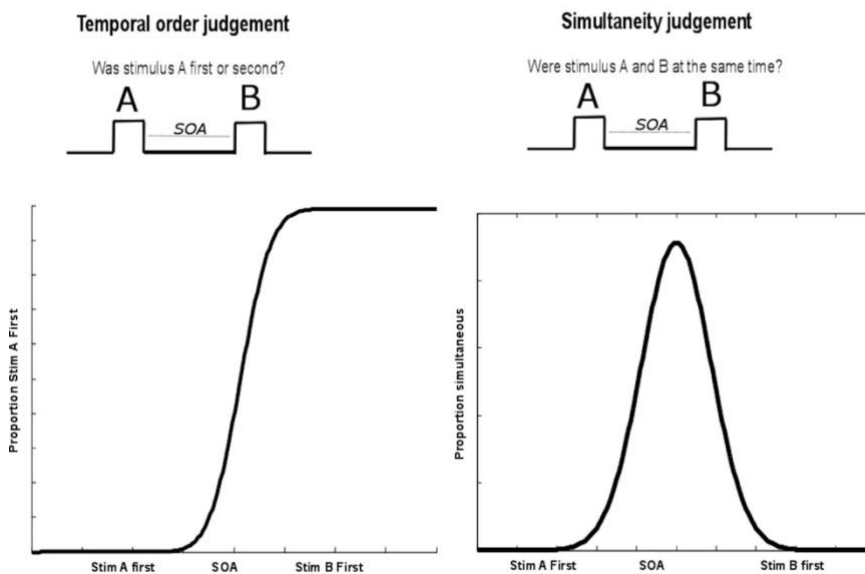 Temporal order judgement
Was stimulus A first or second?
A
B
SOA
Proportion Stim A First
Stim A first
SOA
Stim B First
Simultaneity judgement
Were stimulus A and B at the same time?
A
B
SOA
Proportion simultaneous
Stim A First
SOA
Stim B first